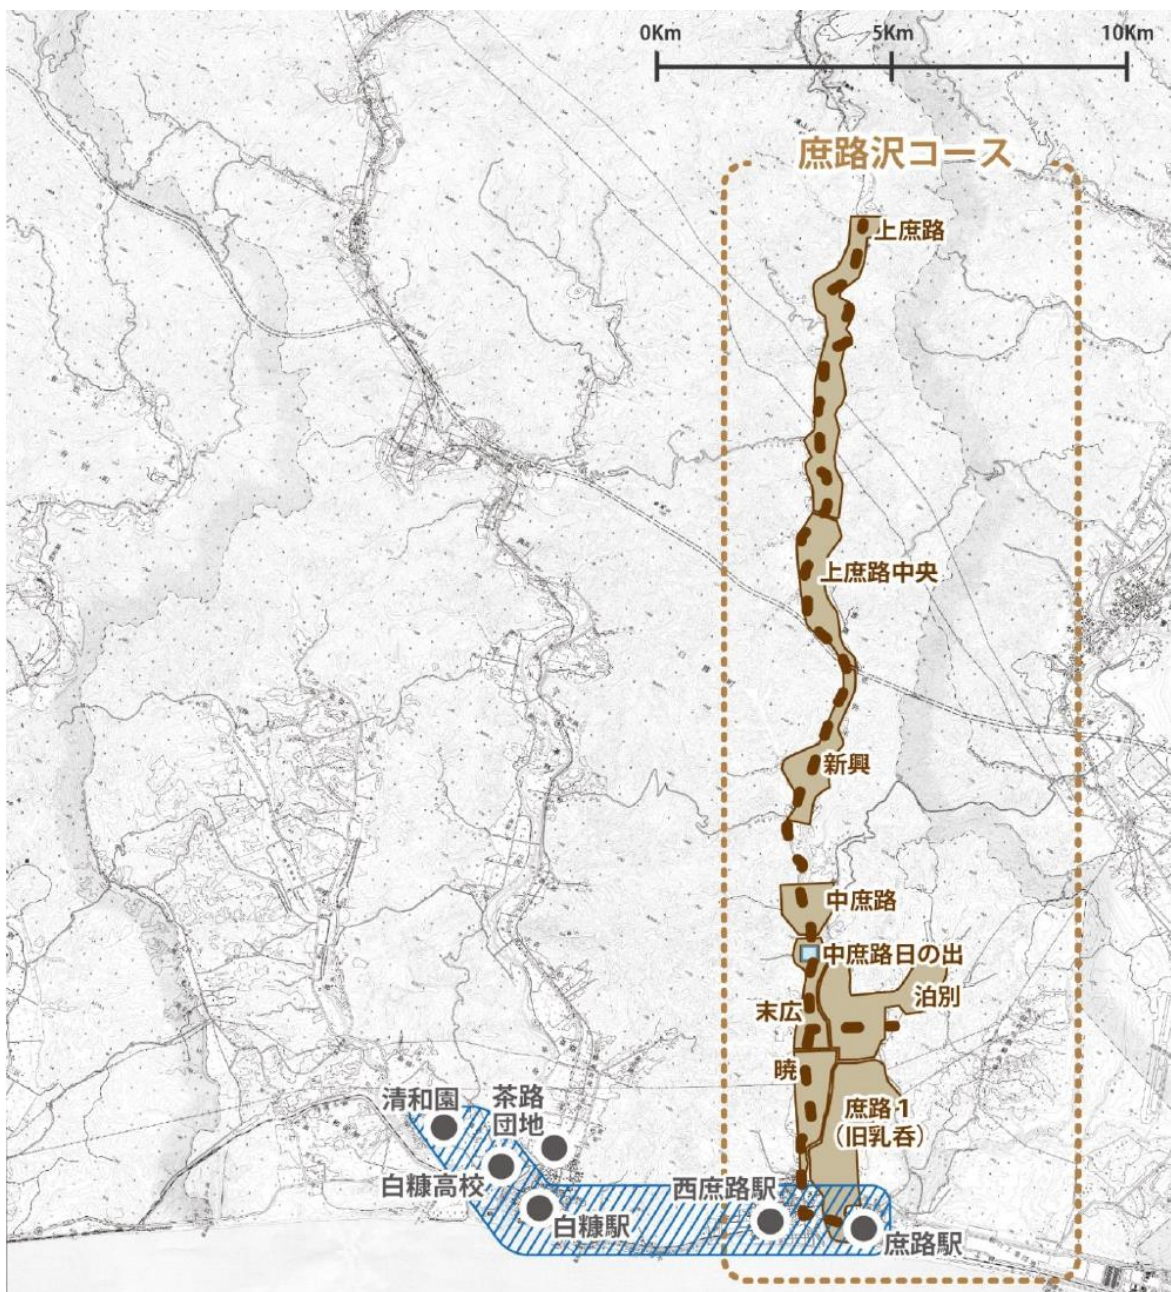 0Km
5Km
10Km
庶路沢コース
上庶路
上庶路中央
新興
中庶路
中庶路日の出
泊別
末広
暁
庶路1
（旧乳呑）
清和園
茶路
団地
白糠高校
白糠駅
西庶路駅
庶路駅